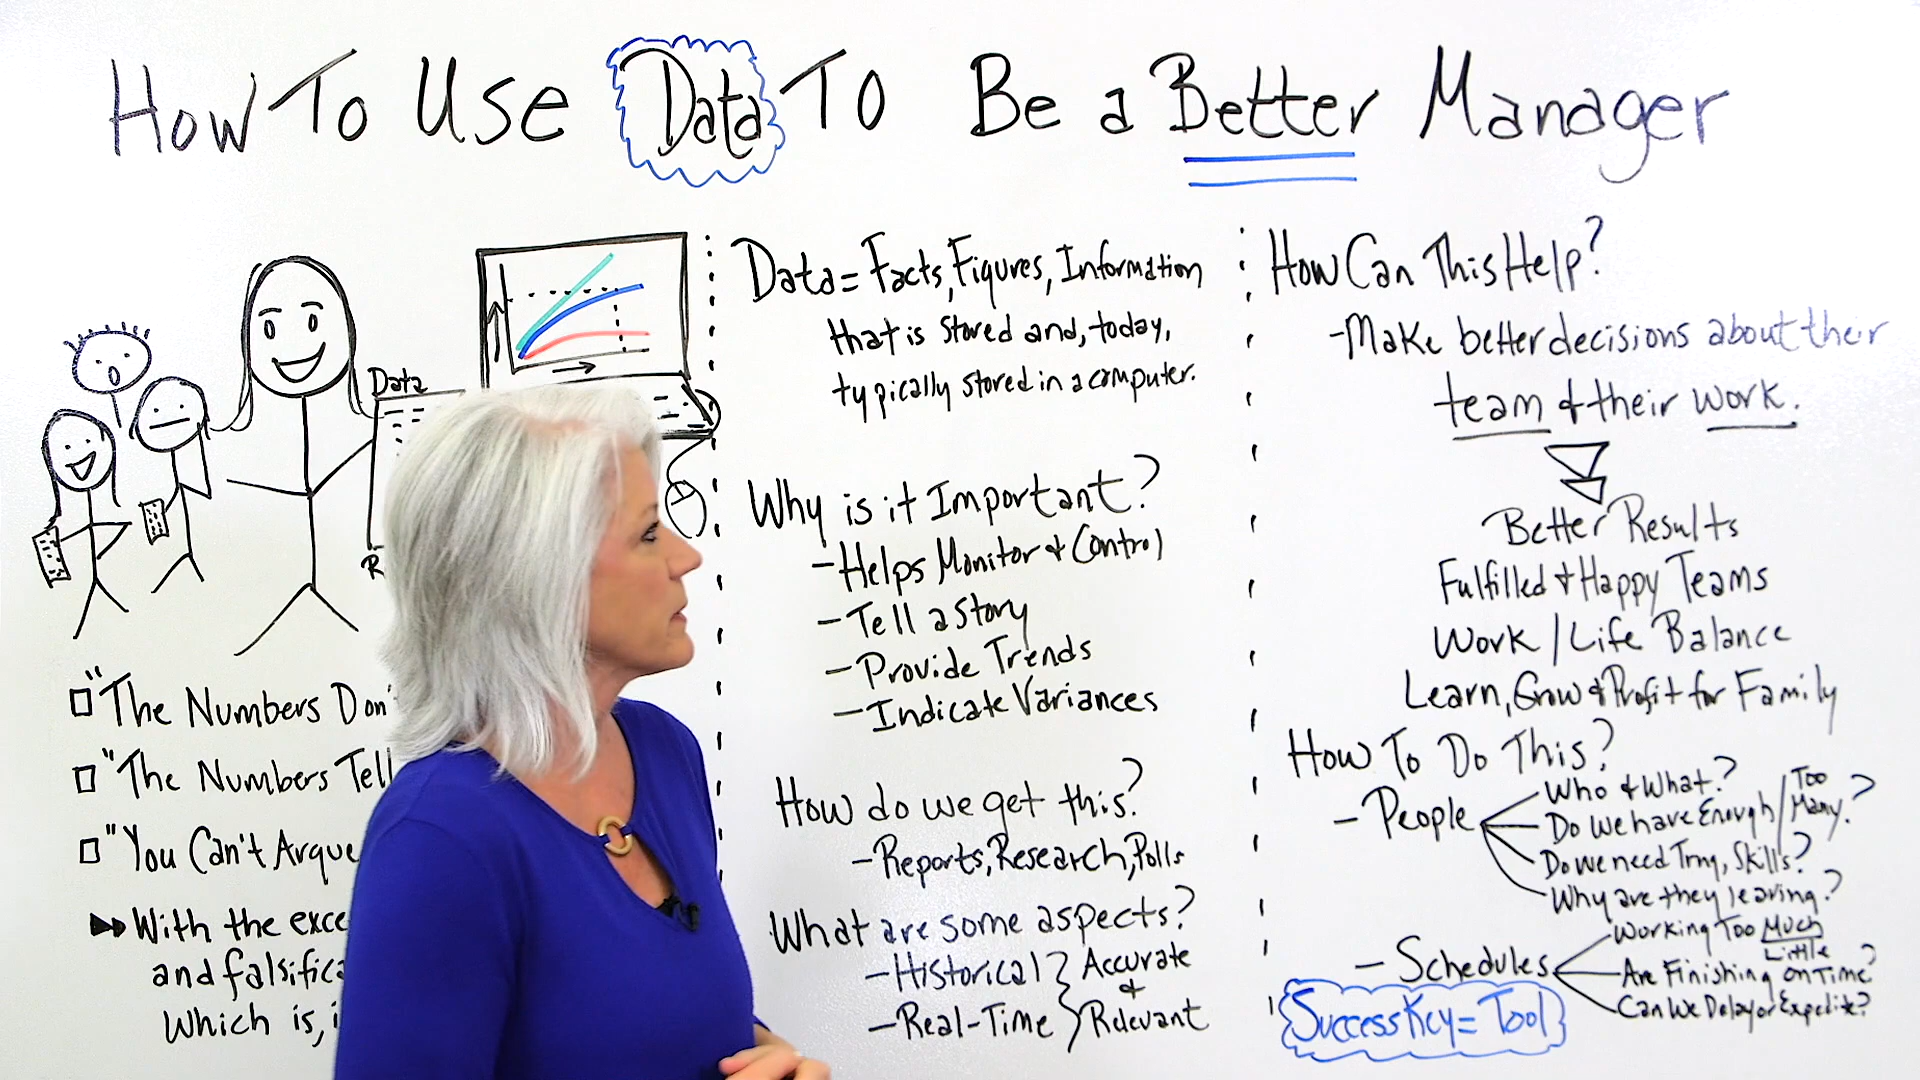 How To Use Data To Be a Better Manager
Data
R
"The Numbers Don'
"The Numbers Tell
"You Can't Argue
With the exce
and falsifica
Which is, i
Data = Facts, Figures, Information
that is stored and, today,
typically stored in a computer.
Why is it Important?
- Helps Monitor & Control
- Tell a Story
- Provide Trends
- Indicate Variances
How do we get this?
- Reports, Research, Polls
What are some aspects?
- Historical } Accurate
&
- Real-Time } Relevant
How Can This Help?
- Make better decisions about their
team & their work.
Better Results
Fulfilled & Happy Teams
Work / Life Balance
Learn, Grow & Profit for Family
How To Do This?
- People
Who & What?
Do we have Enough / Too Many?
Do we need Trng, Skills?
Why are they leaving?
- Schedules
Working Too Much
Little
Are Finishing on Time?
Can We Delay or Expedite?
Success Key = Tool